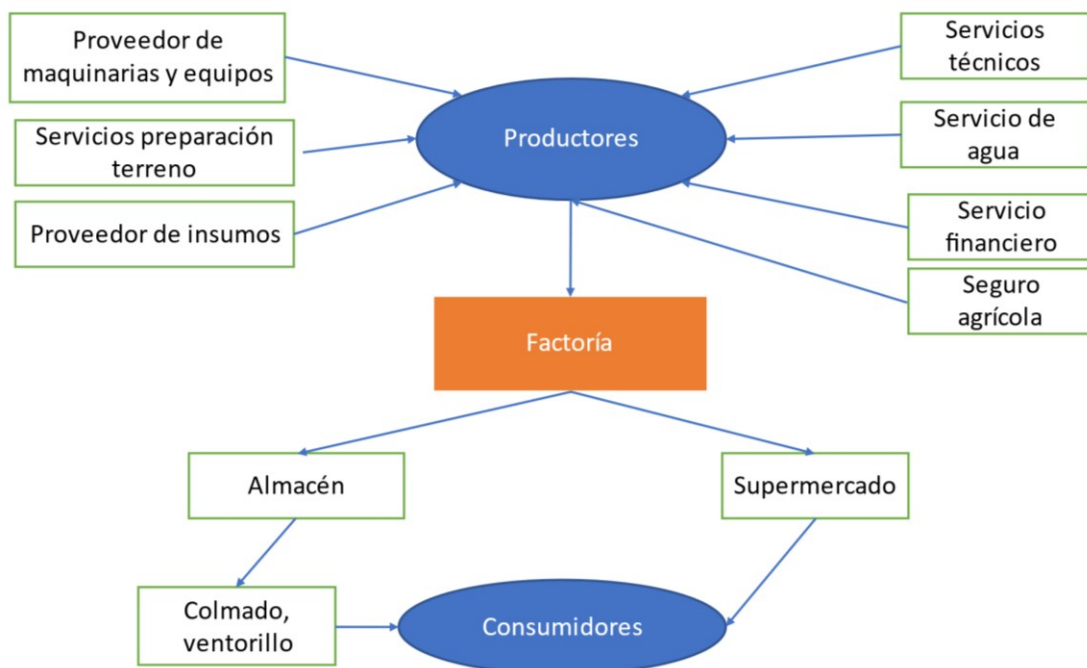 Proveedor de
maquinarias y equipos
Servicios preparación
terreno
Proveedor de insumos
Productores
Servicios
técnicos
Servicio de
agua
Servicio
financiero
Seguro
agrícola
Factoría
Almacén
Supermercado
Colmado,
ventorillo
Consumidores